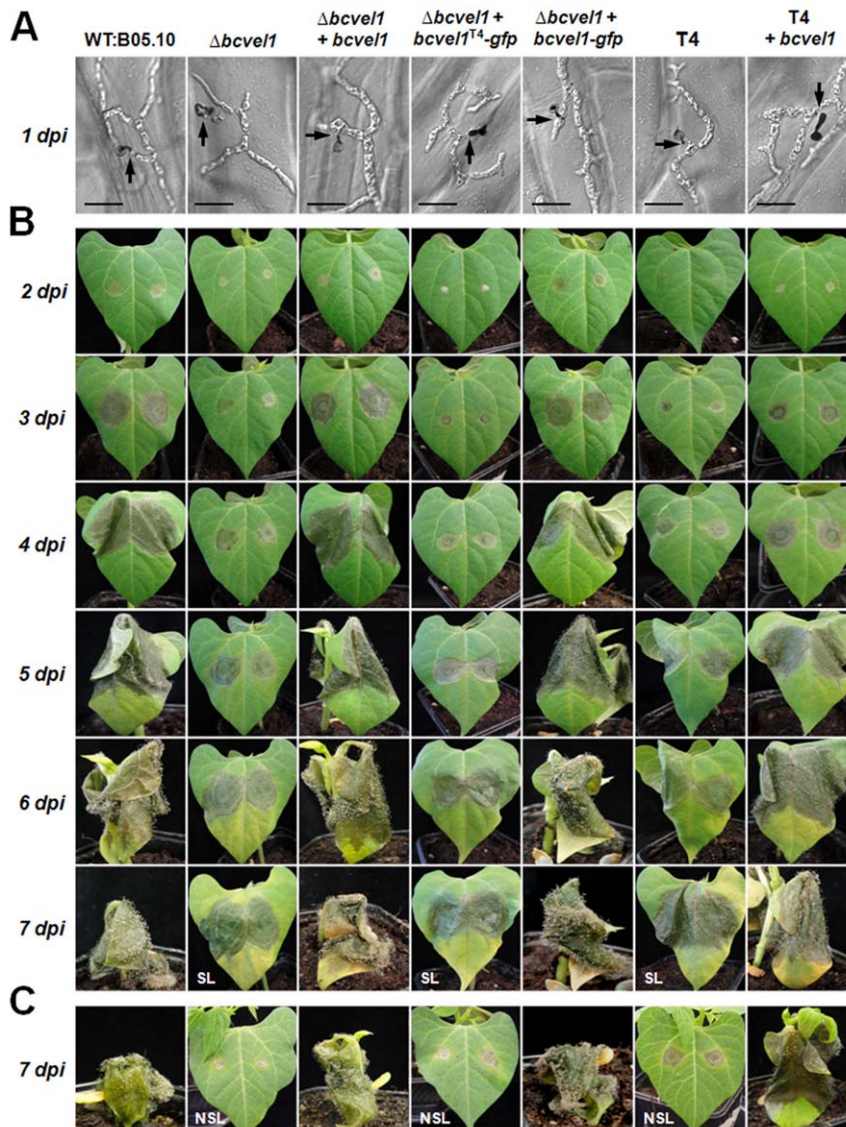 A
WT:B05.10
Δbcvel1
Δbcvel1
+ bcvel1
Δbcvel1 +
bcvel1T4-gfp
Δbcvel1 +
bcvel1-gfp
T4
T4
+ bcvel1
1 dpi
B
2 dpi
3 dpi
4 dpi
5 dpi
6 dpi
7 dpi
SL
SL
SL
C
7 dpi
NSL
NSL
NSL